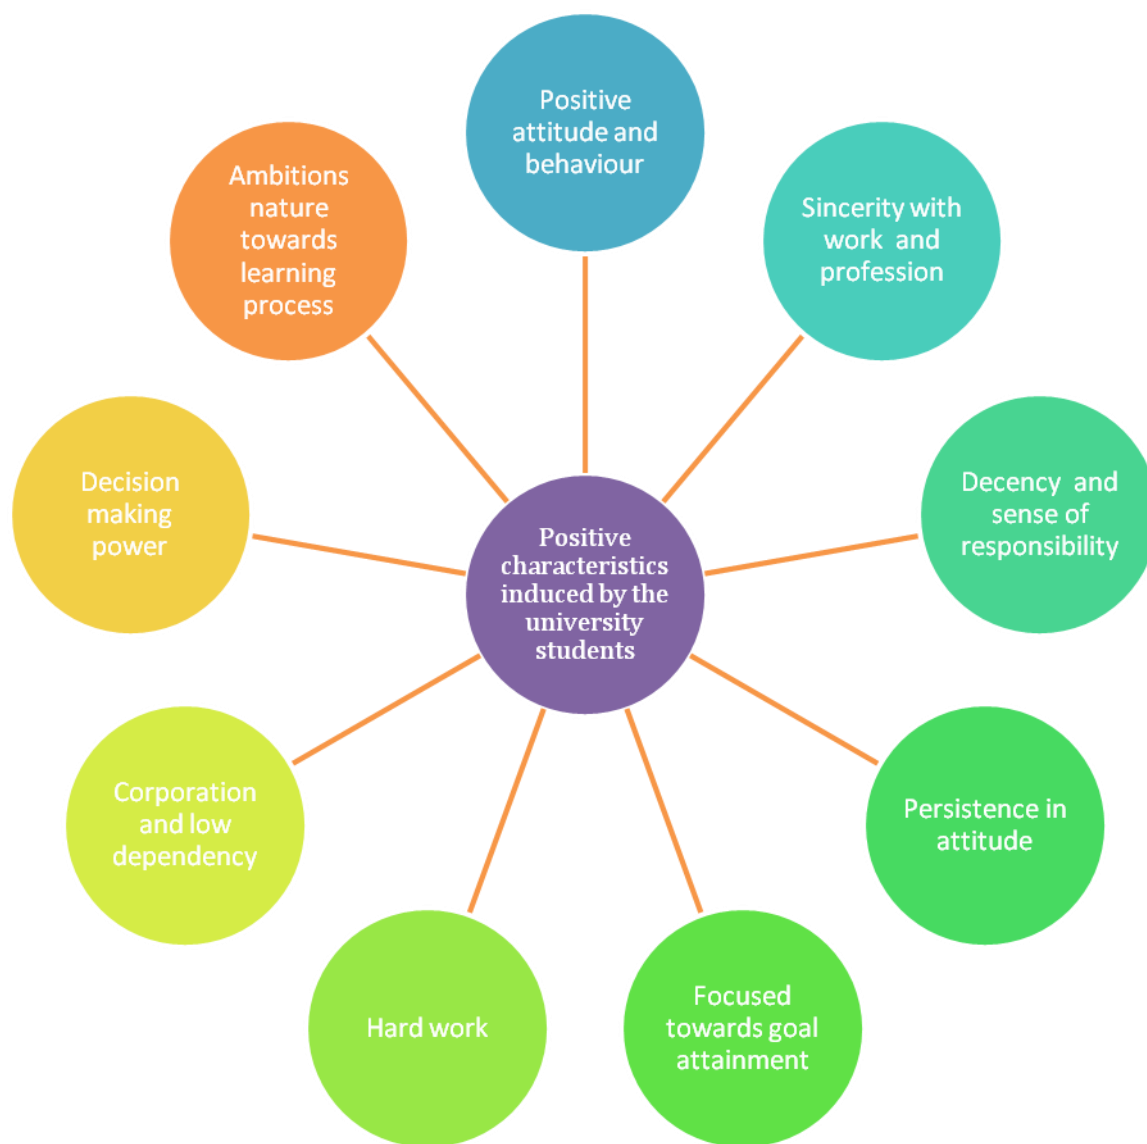 Positive
attitude and
behaviour
Sincerity with
work and
profession
Decency and
sense of
responsibility
Persistence in
attitude
Focused
towards goal
attainment
Hard work
Corporation
and low
dependency
Decision
making
power
Ambitions
nature
towards
learning
process
Positive
characteristics
induced by the
university
students